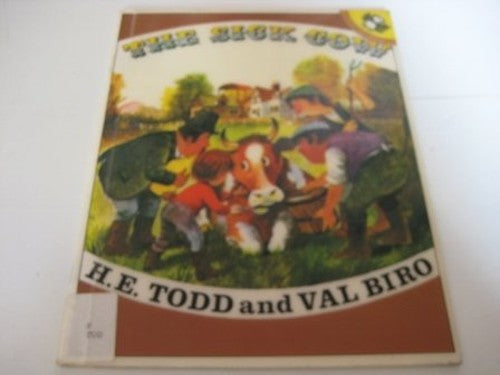 THE SICK COW
H.E. TODD and VAL BIRO